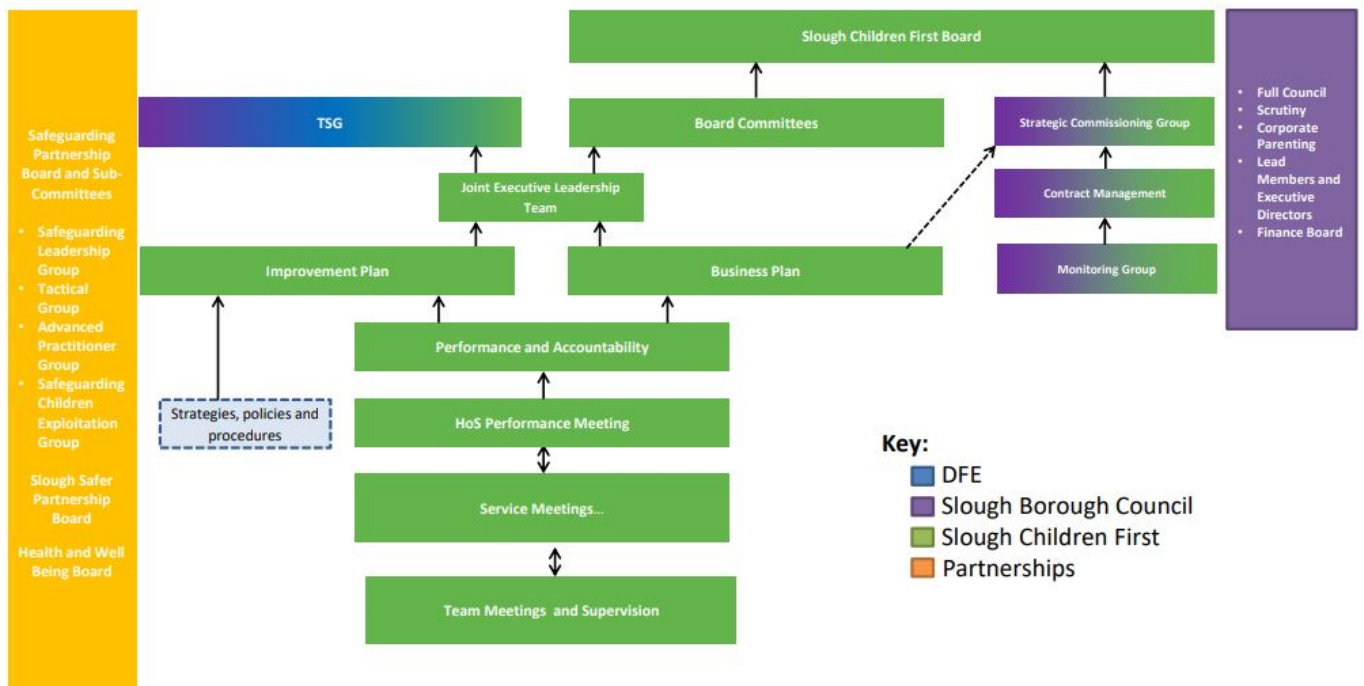 Safeguarding
Partnership
Board and Sub-
Committees
• Safeguarding
Leadership
Group
• Tactical
Group
• Advanced
Practitioner
Group
• Safeguarding
Children
Exploitation
Group
Slough Safer
Partnership
Board
Health and Well
Being Board
Slough Children First Board
TSG
Board Committees
Strategic Commissioning Group
Joint Executive Leadership
Team
Contract Management
Improvement Plan
Business Plan
Monitoring Group
Performance and Accountability
Strategies, policies and
procedures
HoS Performance Meeting
Service Meetings...
Team Meetings and Supervision
• Full Council
• Scrutiny
• Corporate
Parenting
• Lead
Members and
Executive
Directors
• Finance Board
Key:
DFE
Slough Borough Council
Slough Children First
Partnerships